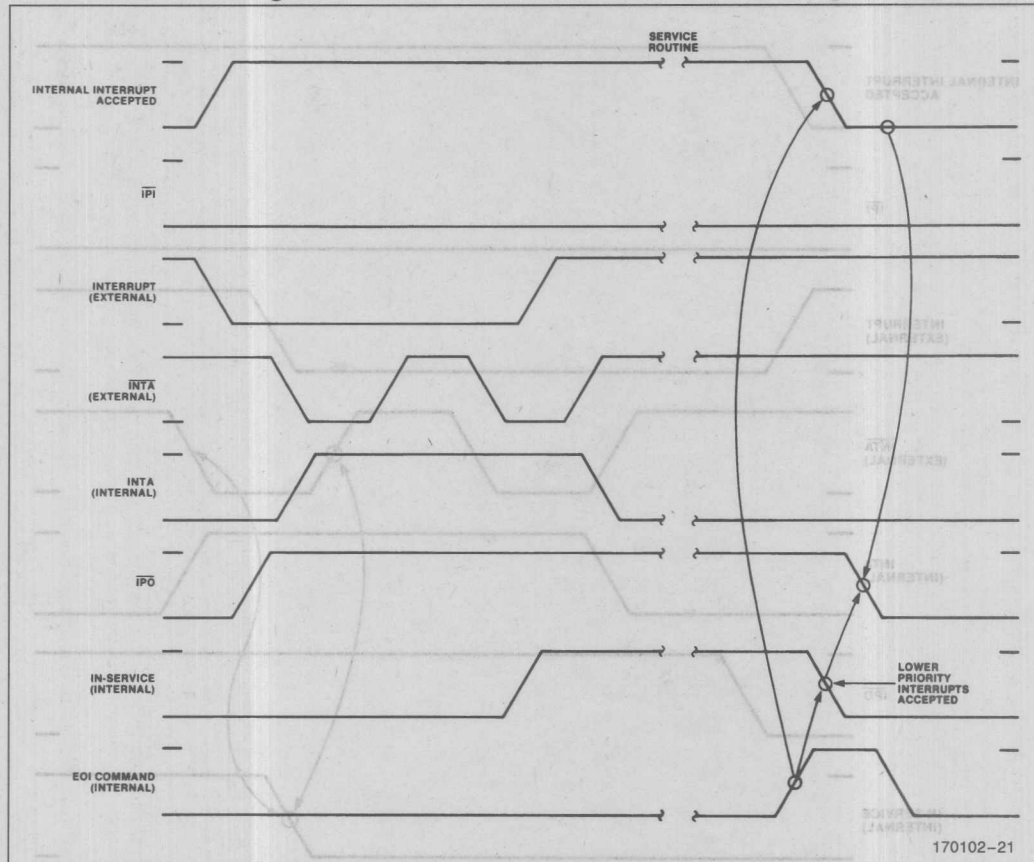 SERVICE
ROUTINE
INTERNAL INTERRUPT
ACCEPTED
IPI
INTERRUPT
(EXTERNAL)
INTA
(EXTERNAL)
INTA
(INTERNAL)
IPO
IN-SERVICE
(INTERNAL)
LOWER
PRIORITY
INTERRUPTS
ACCEPTED
EOI COMMAND
(INTERNAL)
170102-21